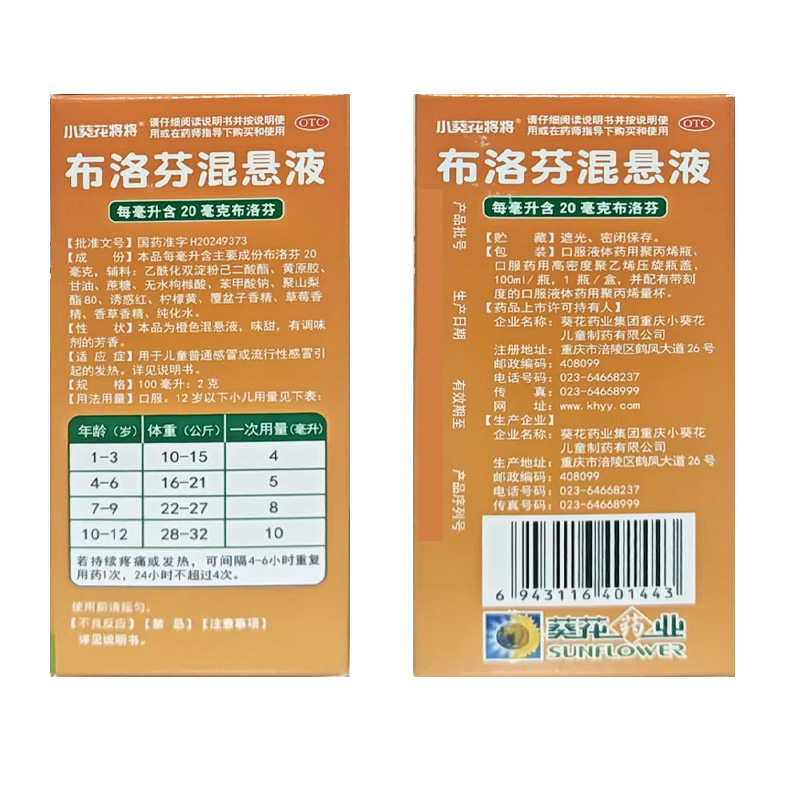 小葵花将将®
请仔细阅读说明书并按说明使
用或在药师指导下购买和使用
OTC
布洛芬混悬液
每毫升含20毫克布洛芬
【批准文号】国药准字H20249373
【成 份】本品每毫升含主要成份布洛芬20
毫克,辅料:乙酰化双淀粉己二酸酯、黄原胶、
甘油、蔗糖、无水枸橼酸、苯甲酸钠、聚山梨
酯80、诱惑红、柠檬黄、覆盆子香精、草莓香
精、香草香精、纯化水。
【性 状】本品为橙色混悬液,味甜,有调味
剂的芳香。
【适 应 症】用于儿童普通感冒或流行性感冒引
起的发热。详见说明书。
【规 格】100毫升:2克
【用法用量】口服。12岁以下小儿用量见下表:
年龄(岁) 体重(公斤) 一次用量(毫升)
1-3 10-15 4
4-6 16-21 5
7-9 22-27 8
10-12 28-32 10
若持续疼痛或发热,可间隔4-6小时重复
用药1次,24小时不超过4次。
使用前请摇匀。
【不良反应】【禁 忌】【注意事项】
详见说明书。
小葵花将将®
请仔细阅读说明书并按说明使
用或在药师指导下购买和使用
OTC
布洛芬混悬液
每毫升含20毫克布洛芬
产品批号
生产日期
有效期至
产品序列号
【贮 藏】遮光、密闭保存。
【包 装】口服液体药用聚丙烯瓶、
口服药用高密度聚乙烯压旋瓶盖,
100ml/瓶,1瓶/盒,并配有带刻
度的口服液体药用聚丙烯量杯。
【药品上市许可持有人】
企业名称:葵花药业集团重庆小葵花
儿童制药有限公司
注册地址:重庆市涪陵区鹤凤大道26号
邮政编码:408099
电话号码:023-64668237
传 真:023-64668999
网 址:www.khyy.com
【生产企业】
企业名称:葵花药业集团重庆小葵花
儿童制药有限公司
生产地址:重庆市涪陵区鹤凤大道26号
邮政编码:408099
电话号码:023-64668237
传真号码:023-64668999
6 943116 401443
葵花药业
SUNFLOWER